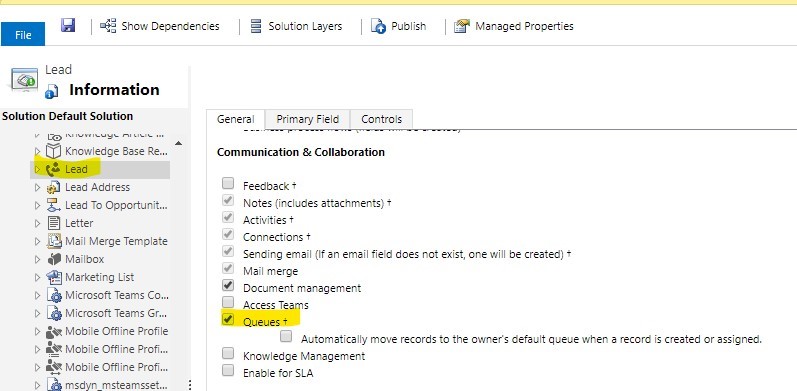 File
Show Dependencies
Solution Layers
Publish
Managed Properties
Lead
Information
Solution Default Solution
Knowledge Article ...
Knowledge Base Re...
Lead
Lead Address
Lead To Opportunit...
Letter
Mail Merge Template
Mailbox
Marketing List
Microsoft Teams Co...
Microsoft Teams Gr...
Mobile Offline Profile
Mobile Offline Profi...
Mobile Offline Profi...
msdyn_msteamsset...
General
Primary Field
Controls
Communication & Collaboration
Feedback †
Notes (includes attachments) †
Activities †
Connections †
Sending email (If an email field does not exist, one will be created) †
Mail merge
Document management
Access Teams
Queues †
Automatically move records to the owner's default queue when a record is created or assigned.
Knowledge Management
Enable for SLA